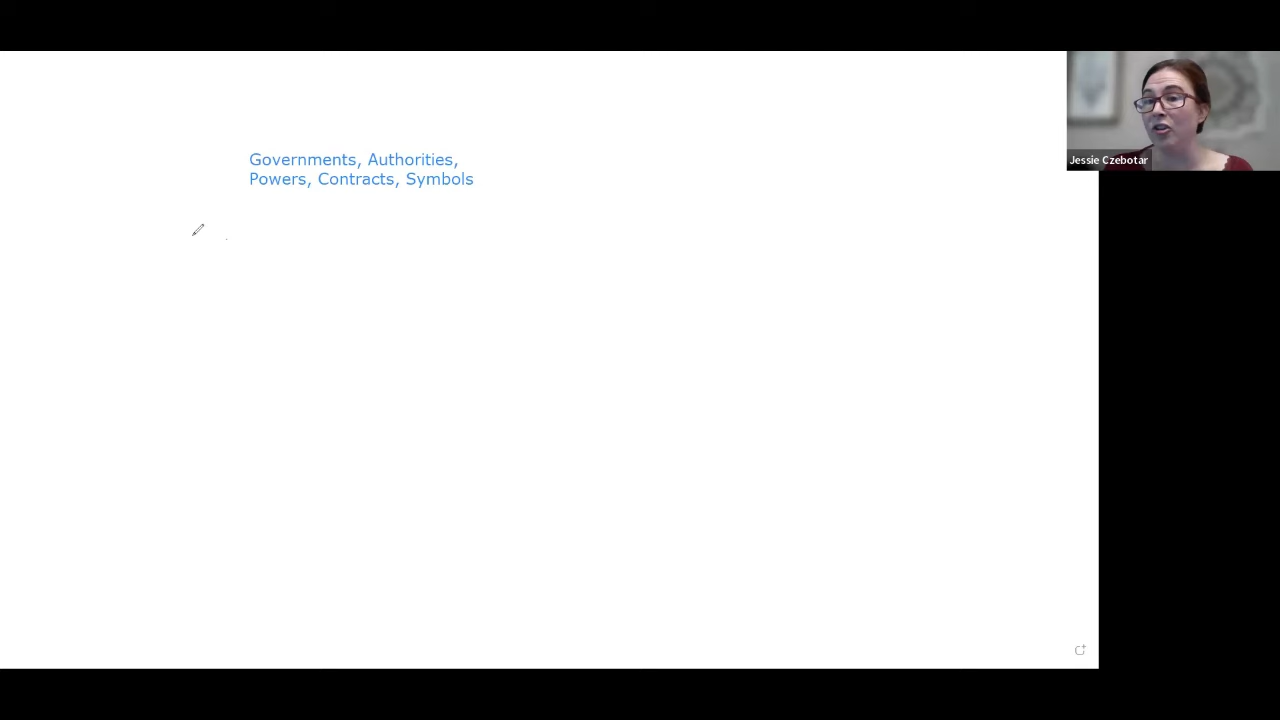 Governments, Authorities,
Powers, Contracts, Symbols
Jessie Czebotar